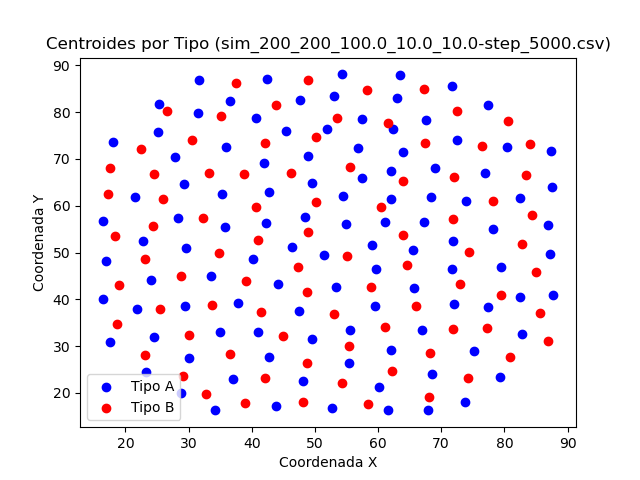 Centroides por Tipo (sim_200_200_100.0_10.0_10.0-step_5000.csv)
90
80
70
60
50
40
30
20
Coordenada Y
Tipo A
Tipo B
20 30 40 50 60 70 80 90
Coordenada X